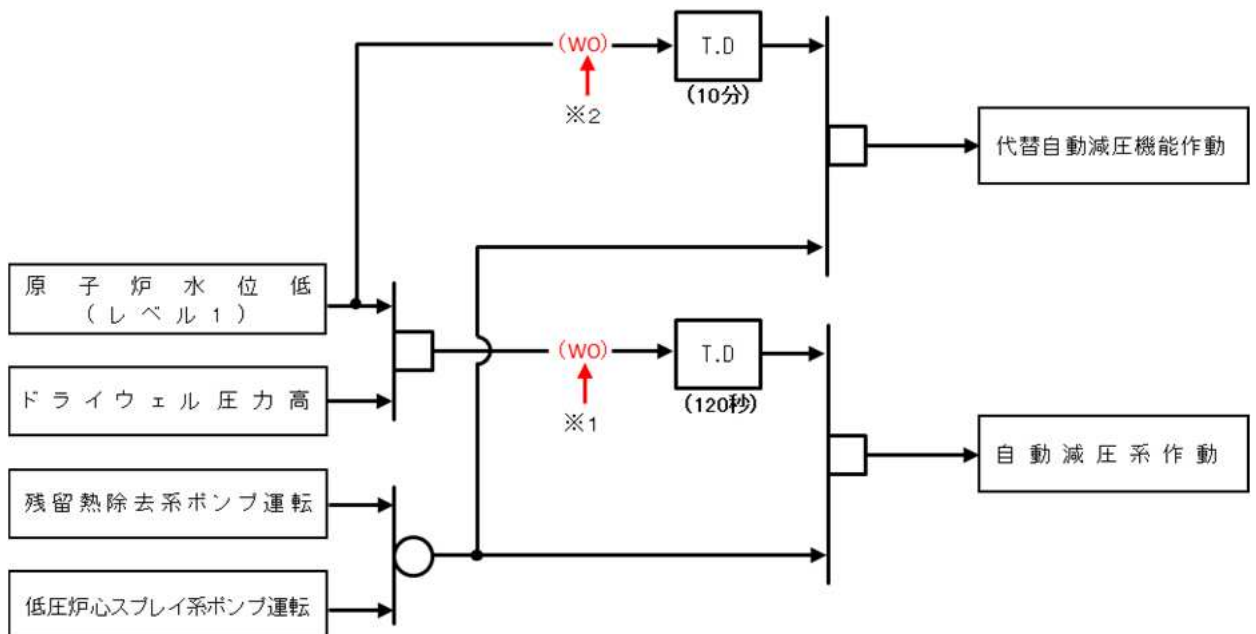 (WO)
T.D
(10分)
※2
代替自動減圧機能作動
原子炉水位低
(レベル1)
ドライウェル圧力高
(WO)
T.D
(120秒)
※1
自動減圧系作動
残留熱除去系ポンプ運転
低圧炉心スプレイ系ポンプ運転